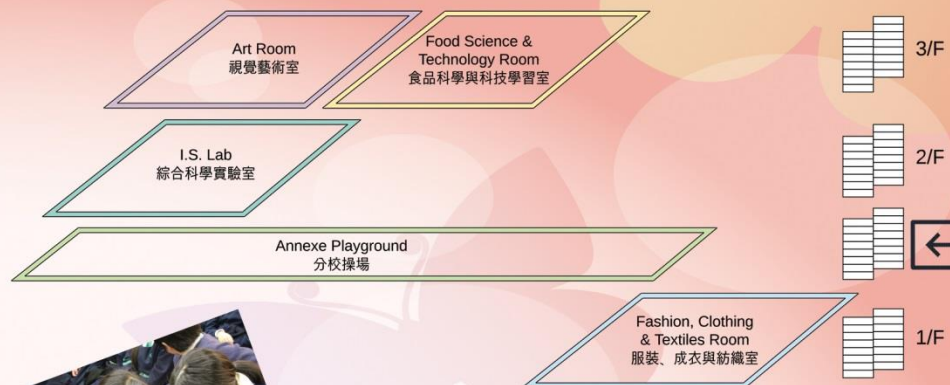 Art Room
視覺藝術室
Food Science &
Technology Room
食品科學與科技學習室
3/F
I.S. Lab
綜合科學實驗室
2/F
Annexe Playground
分校操場
Fashion, Clothing
& Textiles Room
服裝、成衣與紡織室
1/F